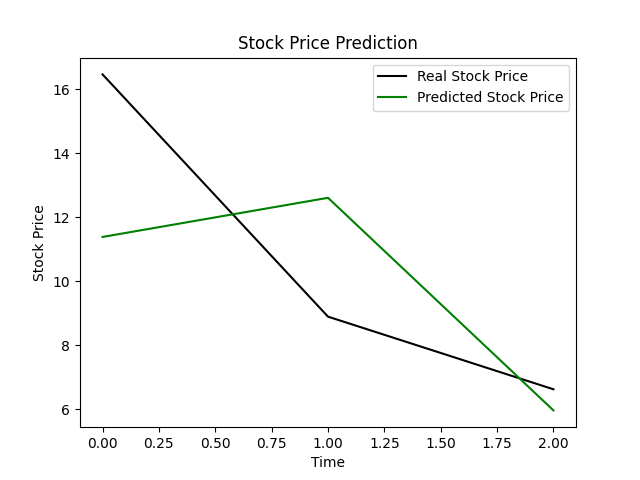 Stock Price Prediction
Real Stock Price
Predicted Stock Price
Stock Price
16
14
12
10
8
6
0.00 0.25 0.50 0.75 1.00 1.25 1.50 1.75 2.00
Time